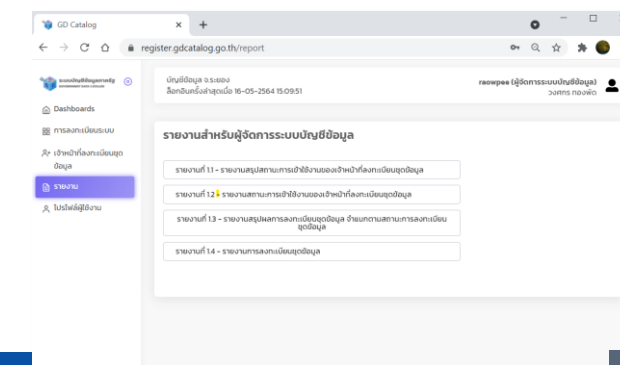 GD Catalog
register.gdcatalog.go.th/report
ระบบบัญชีข้อมูลภาครัฐ
GOVERNMENT DATA CATALOG
บัญชีข้อมูล จ.ระยอง
ล็อกอินครั้งล่าสุดเมื่อ 16-05-2564 15:09:51
raowpea (ผู้จัดการระบบบัญชีข้อมูล)
Dashboards
การลงทะเบียนระบบ
เจ้าหน้าที่ลงทะเบียนชุด
ข้อมูล
รายงาน
โปรไฟล์ผู้ใช้งาน
รายงานสำหรับผู้จัดการระบบบัญชีข้อมูล
รายงานที่ 1.1 - รายงานสรุปสถานะการเข้าใช้งานของเจ้าหน้าที่ลงทะเบียนชุดข้อมูล
รายงานที่ 1.2 - รายงานสถานะการเข้าใช้งานของเจ้าหน้าที่ลงทะเบียนชุดข้อมูล
รายงานที่ 1.3 - รายงานสรุปผลการลงทะเบียนชุดข้อมูล จำแนกตามสถานะการลงทะเบียน
ชุดข้อมูล
รายงานที่ 1.4 - รายงานการลงทะเบียนชุดข้อมูล